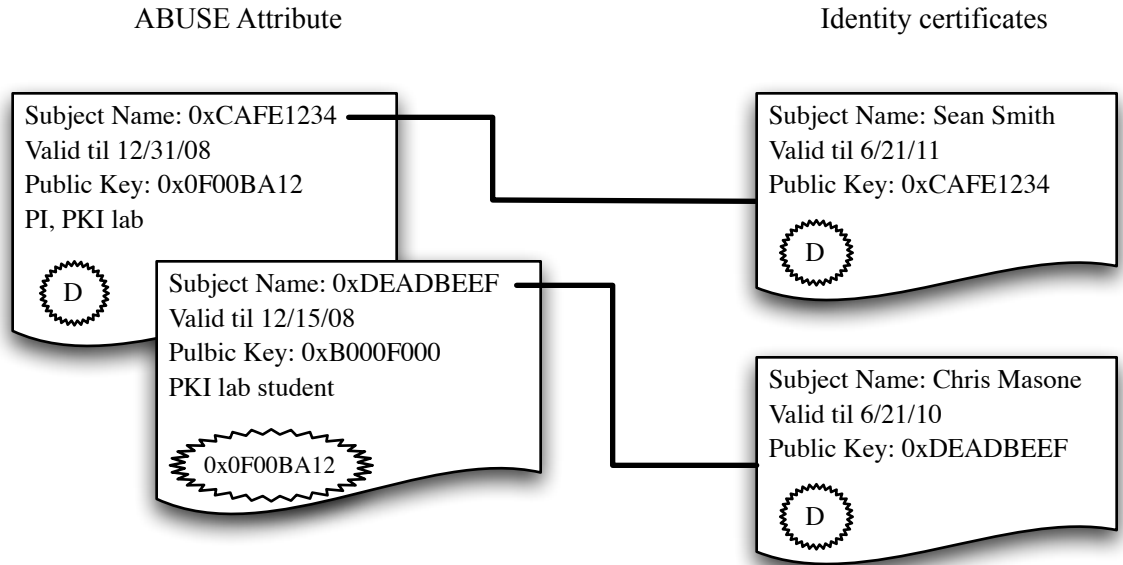 ABUSE Attribute
Identity certificates
Subject Name: 0xCAFE1234
Valid til 12/31/08
Public Key: 0x0F00BA12
PI, PKI lab
D
Subject Name: 0xDEADBEEF
Valid til 12/15/08
Pulbic Key: 0xB000F000
PKI lab student
0x0F00BA12
Subject Name: Sean Smith
Valid til 6/21/11
Public Key: 0xCAFE1234
D
Subject Name: Chris Masone
Valid til 6/21/10
Public Key: 0xDEADBEEF
D